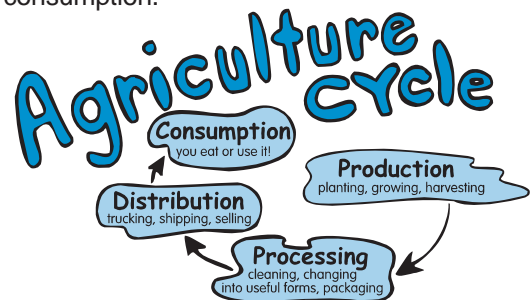 consumption.
Agriculture
cycle
Consumption
you eat or use it!
Production
planting, growing, harvesting
Distribution
trucking, shipping, selling
Processing
cleaning, changing
into useful forms, packaging